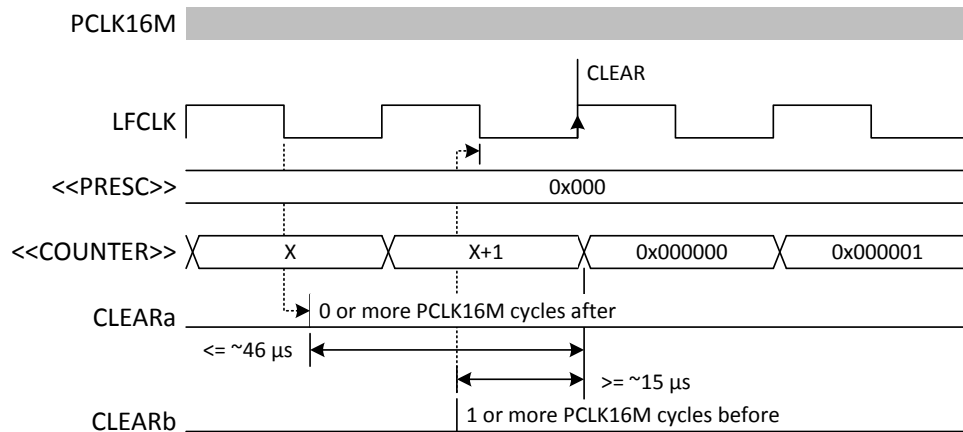 PCLK16M
CLEAR
LFCLK
<<PRESC>>
0x000
<<COUNTER>>
X
X+1
0x000000
0x000001
CLEARa
0 or more PCLK16M cycles after
<= ~46 µs
>= ~15 µs
CLEARb
1 or more PCLK16M cycles before